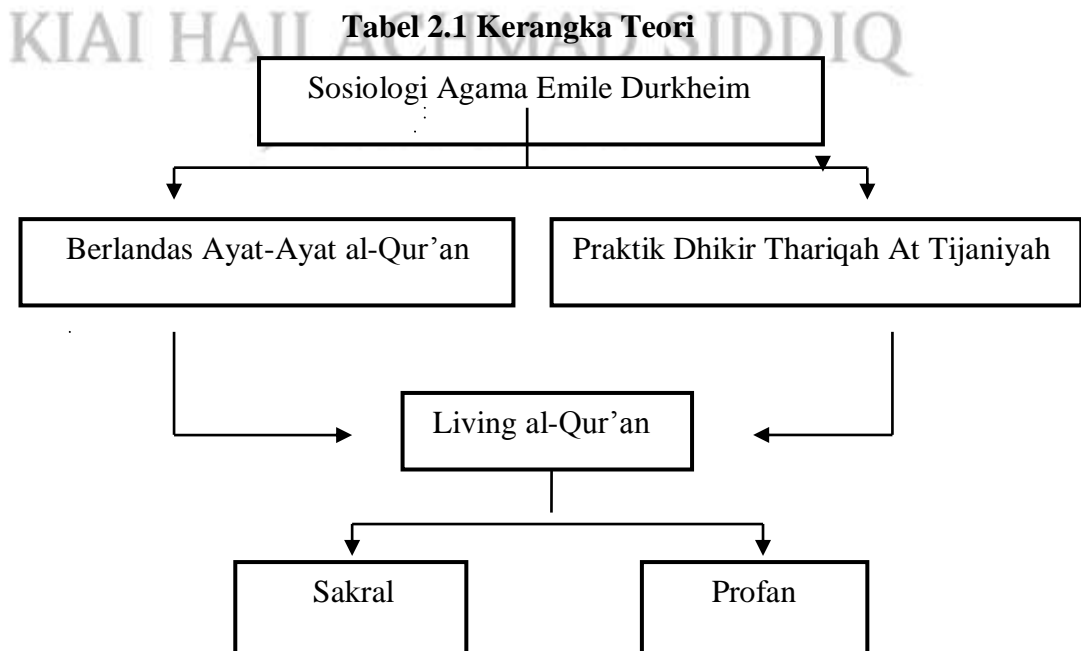 KIAI HAJI ACHMAD SIDDIQ
Tabel 2.1 Kerangka Teori
Sosiologi Agama Emile Durkheim
Berlandas Ayat-Ayat al-Qur’an
Praktik Dhikir Thariqah At Tijaniyah
Living al-Qur’an
Sakral
Profan